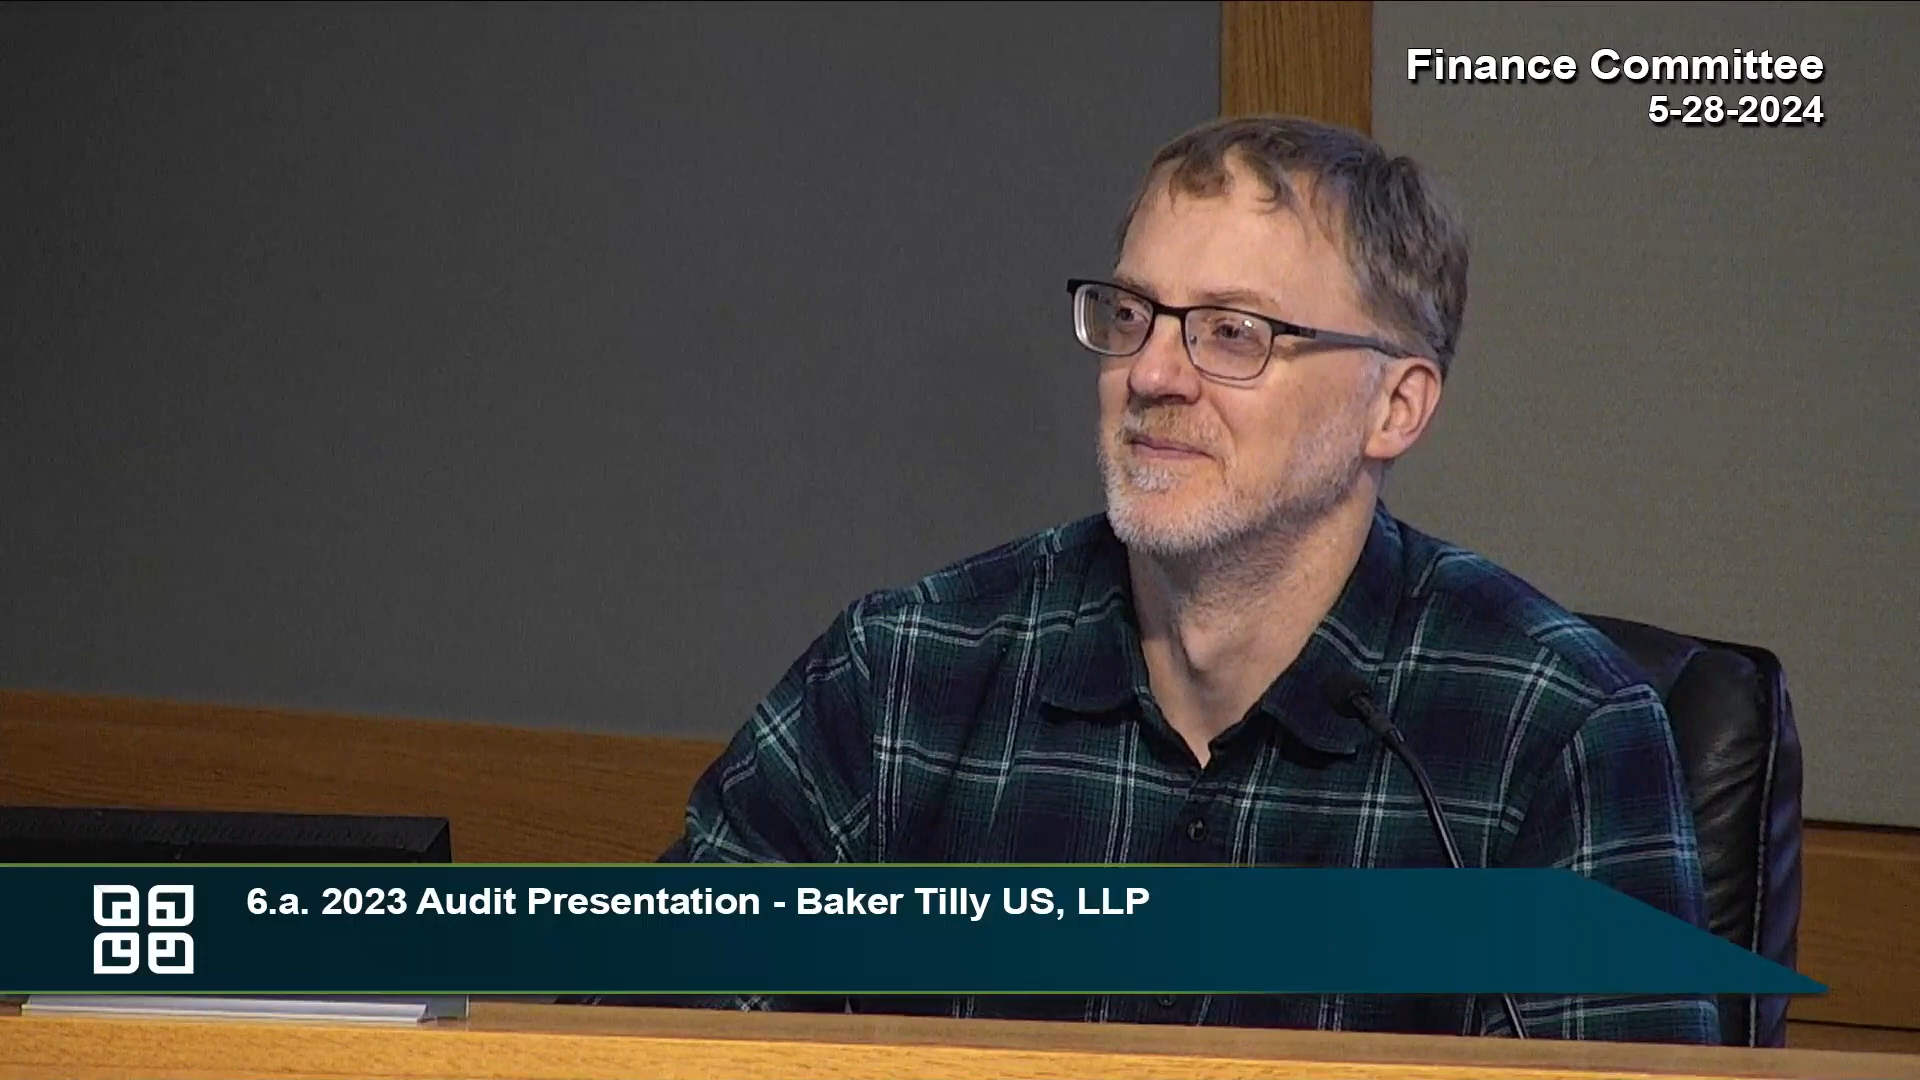 Finance Committee
5-28-2024
6.a. 2023 Audit Presentation - Baker Tilly US, LLP